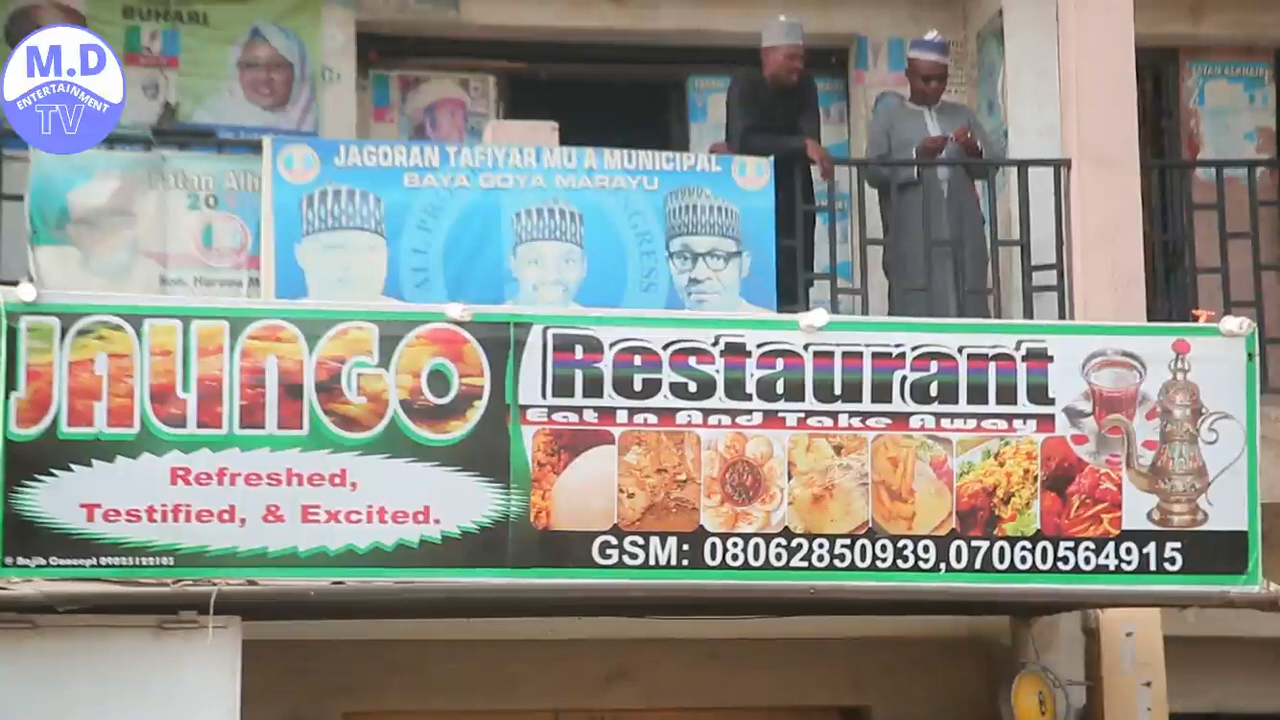 M.D
ENTERTAINMENT
TV
BUHARI
JAGORAN TAFIYAR MU A MUNICIPAL
BAYA GOYA MARAYU
20
JALINGO
Restaurant
Eat In And Take Away
Refreshed,
Testified, & Excited.
GSM: 08062850939,07060564915